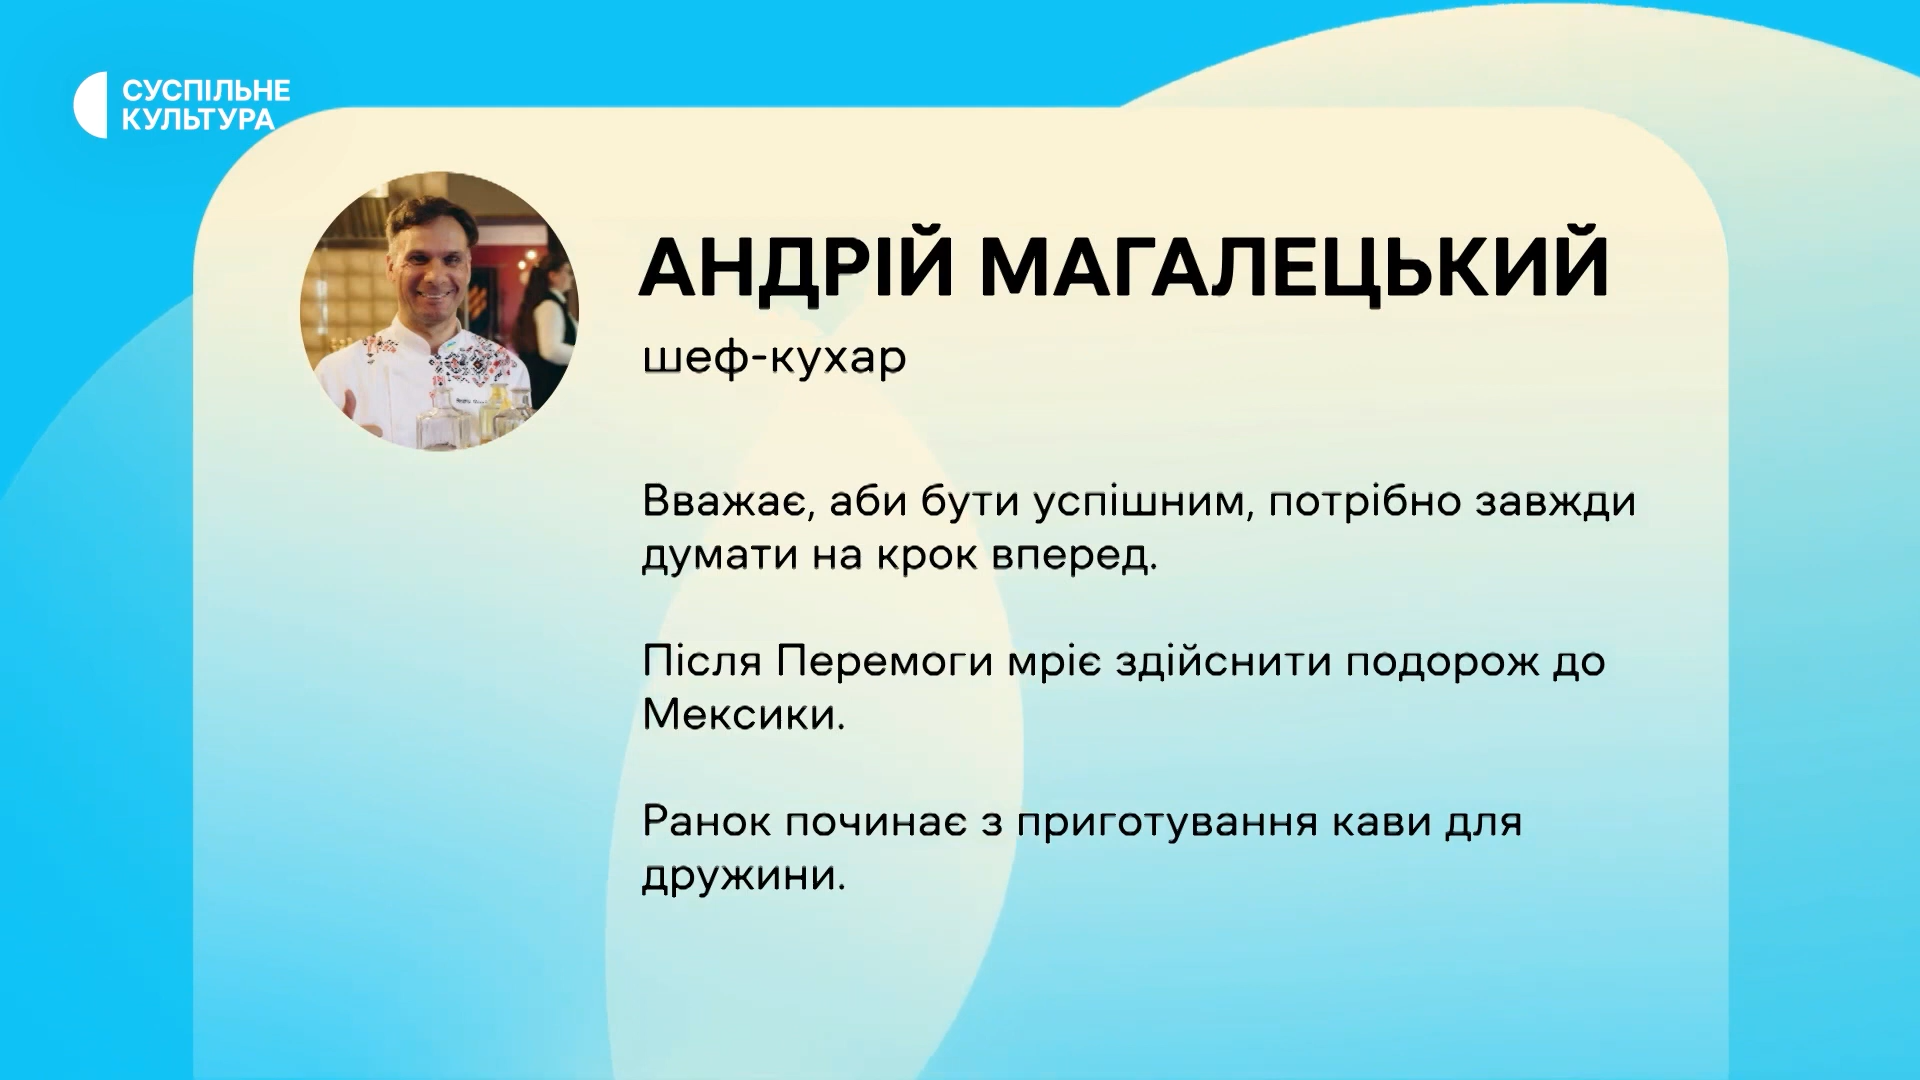 СУСПІЛЬНЕ
КУЛЬТУРА
АНДРІЙ МАГАЛЕЦЬКИЙ
шеф-кухар
Вважає, аби бути успішним, потрібно завжди
думати на крок вперед.
Після Перемоги мріє здійснити подорож до
Мексики.
Ранок починає з приготування кави для
дружини.